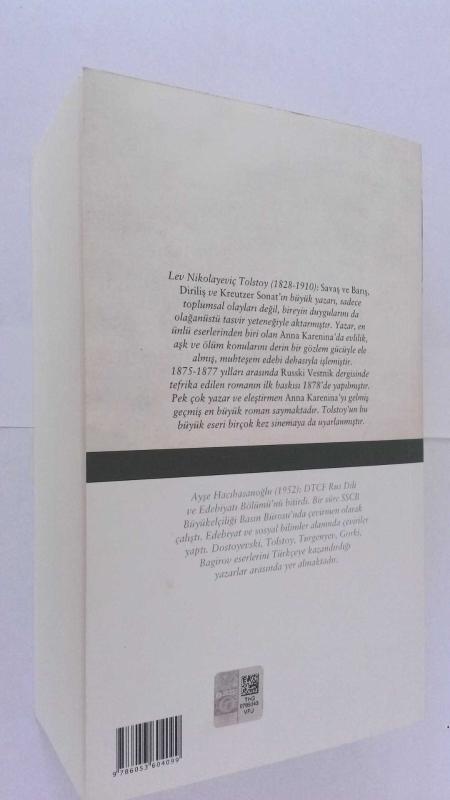 Lev Nikolayeviç Tolstoy (1828-1910): Savaş ve Barış,
Diriliş ve Kreutzer Sonat'ın büyük yazarı, sadece
toplumsal olayları değil, bireyin duygularını da
olağanüstü tasvir yeteneğiyle aktarmıştır. Yazar, en
ünlü eserlerinden biri olan Anna Karenina'da evlilik,
aşk ve ölüm konularını derin bir gözlem gücüyle ele
almış, muhteşem edebi dehasıyla işlemiştir.
1875-1877 yılları arasında Russki Vestnik dergisinde
tefrika edilen romanın ilk baskısı 1878'de yapılmıştır.
Pek çok yazar ve eleştirmen Anna Karenina'yı gelmiş
geçmiş en büyük roman saymaktadır. Tolstoy'un bu
büyük eseri birçok kez sinemaya da uyarlanmıştır.
Ayşe Hacıhasanoğlu (1952): DTCF Rus Dili
ve Edebiyatı Bölümü'nü bitirdi. Bir süre SSCB
Büyükelçiliği Basın Bürosu'nda çevirmen olarak
çalıştı. Edebiyat ve sosyal bilimler alanında çeviriler
yaptı. Dostoyevski, Tolstoy, Turgenyev, Gorki,
Bagirov eserlerini Türkçeye kazandırdığı
yazarlar arasında yer almaktadır.
THG
VPJ
9 786053 604099